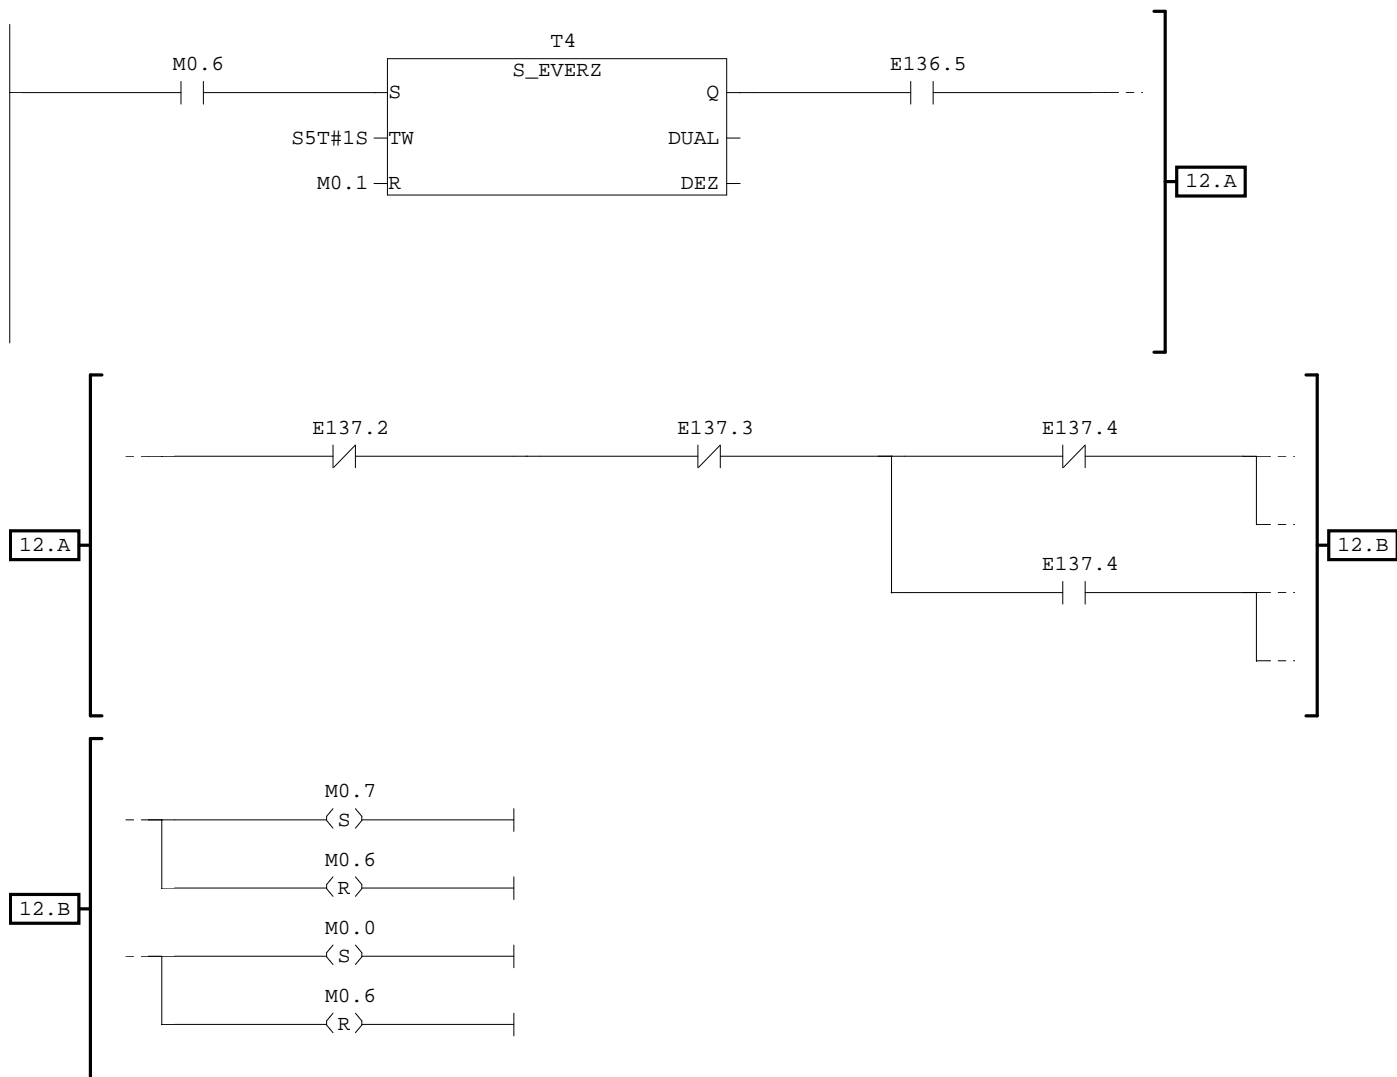 T4
M0.6 S_EVERZ E136.5
S Q
S5T#1S TW DUAL
M0.1 R DEZ
12.A
E137.2 E137.3 E137.4
12.A 12.B
E137.4
M0.7
S
M0.6
R
12.B
M0.0
S
M0.6
R